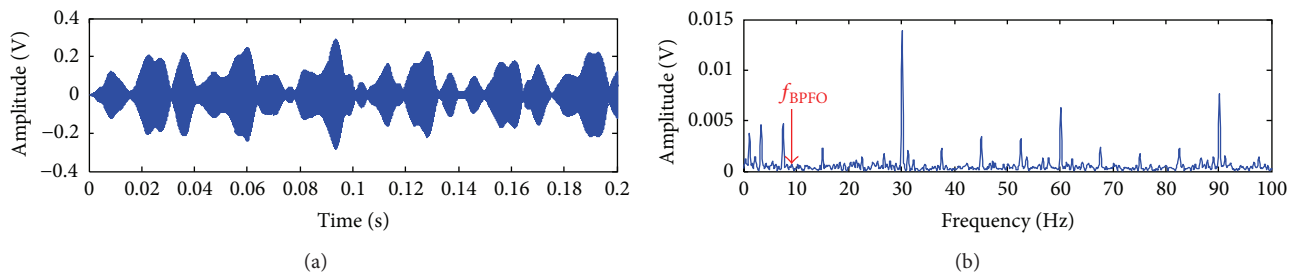 0.4
0.2
0
−0.2
−0.4
Amplitude (V)
0 0.02 0.04 0.06 0.08 0.1 0.12 0.14 0.16 0.18 0.2
Time (s)
(a)
0.015
0.01
0.005
0
Amplitude (V)
f_BPFO
0 10 20 30 40 50 60 70 80 90 100
Frequency (Hz)
(b)